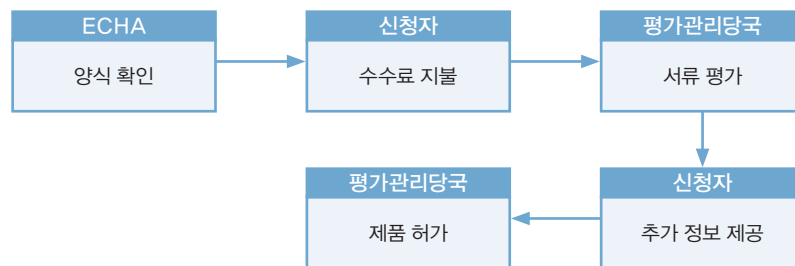 ECHA
양식 확인
신청자
수수료 지불
평가관리당국
서류 평가
신청자
추가 정보 제공
평가관리당국
제품 허가